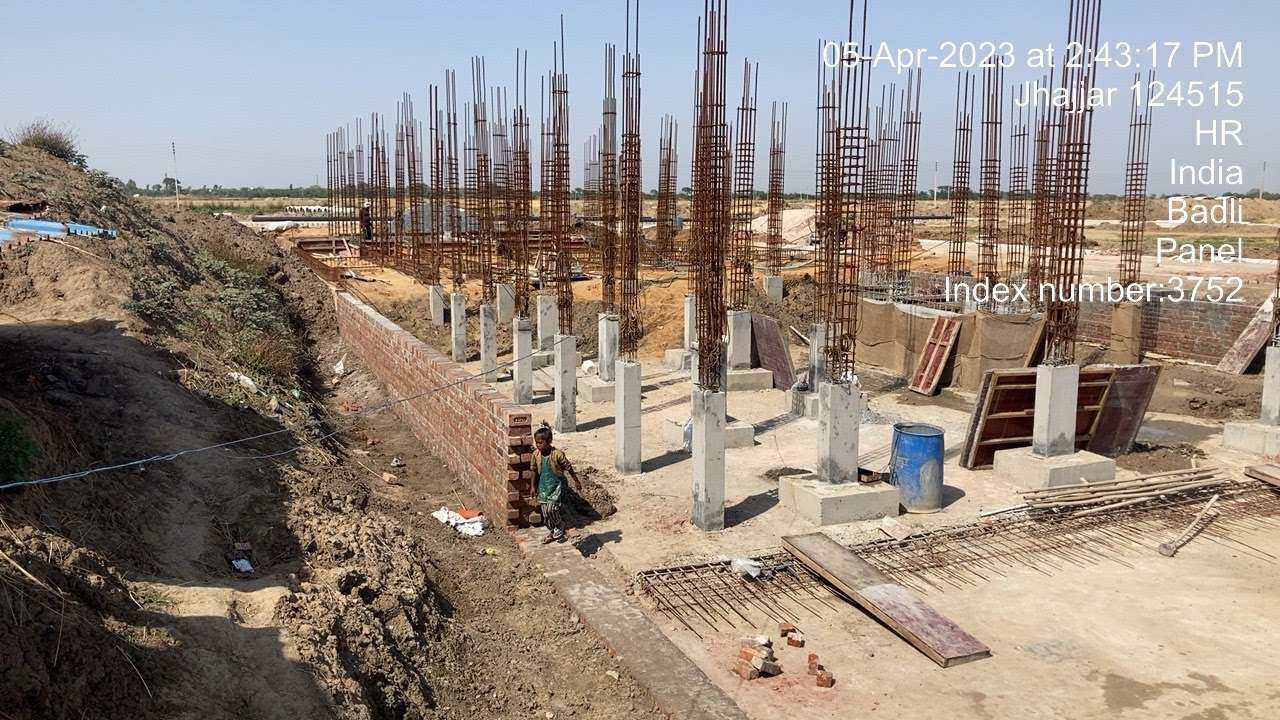 05-Apr-2023 at 2:43:17 PM
Jhajjar 124515
HR
India
Badli
Panel
Index number:3752